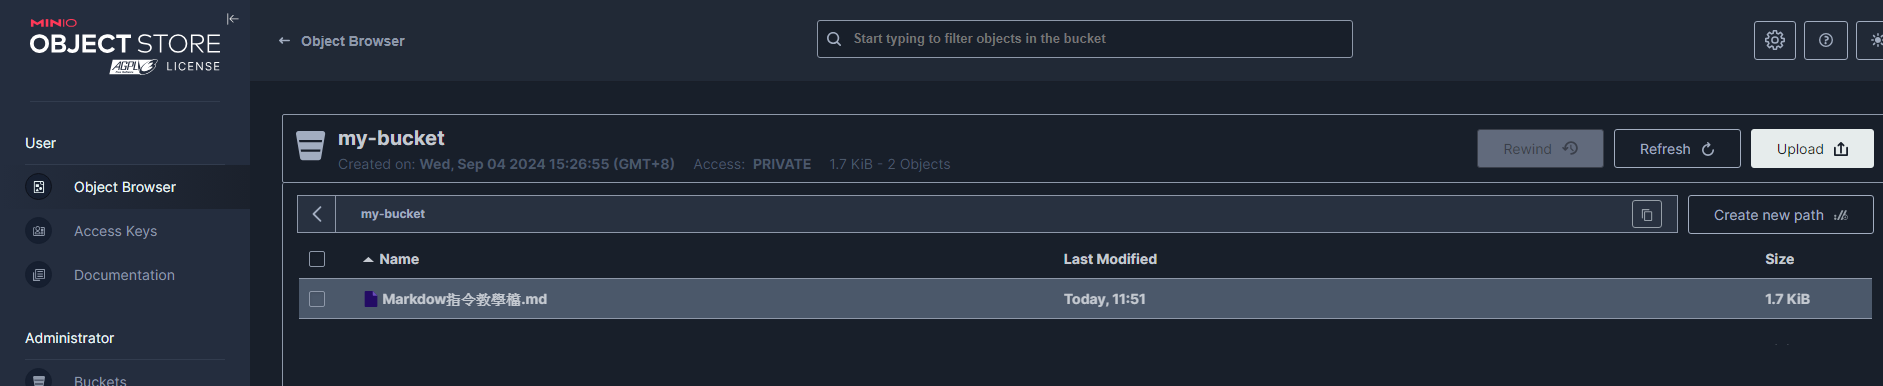 MINIO
OBJECT STORE
AGPLv3 LICENSE
Object Browser
Start typing to filter objects in the bucket
User
Object Browser
Access Keys
Documentation
Administrator
Buckets
my-bucket
Created on: Wed, Sep 04 2024 15:26:55 (GMT+8) Access: PRIVATE 1.7 KiB - 2 Objects
Rewind
Refresh
Upload
my-bucket
Create new path
Name Last Modified Size
Markdow指令教學檔.md Today, 11:51 1.7 KiB